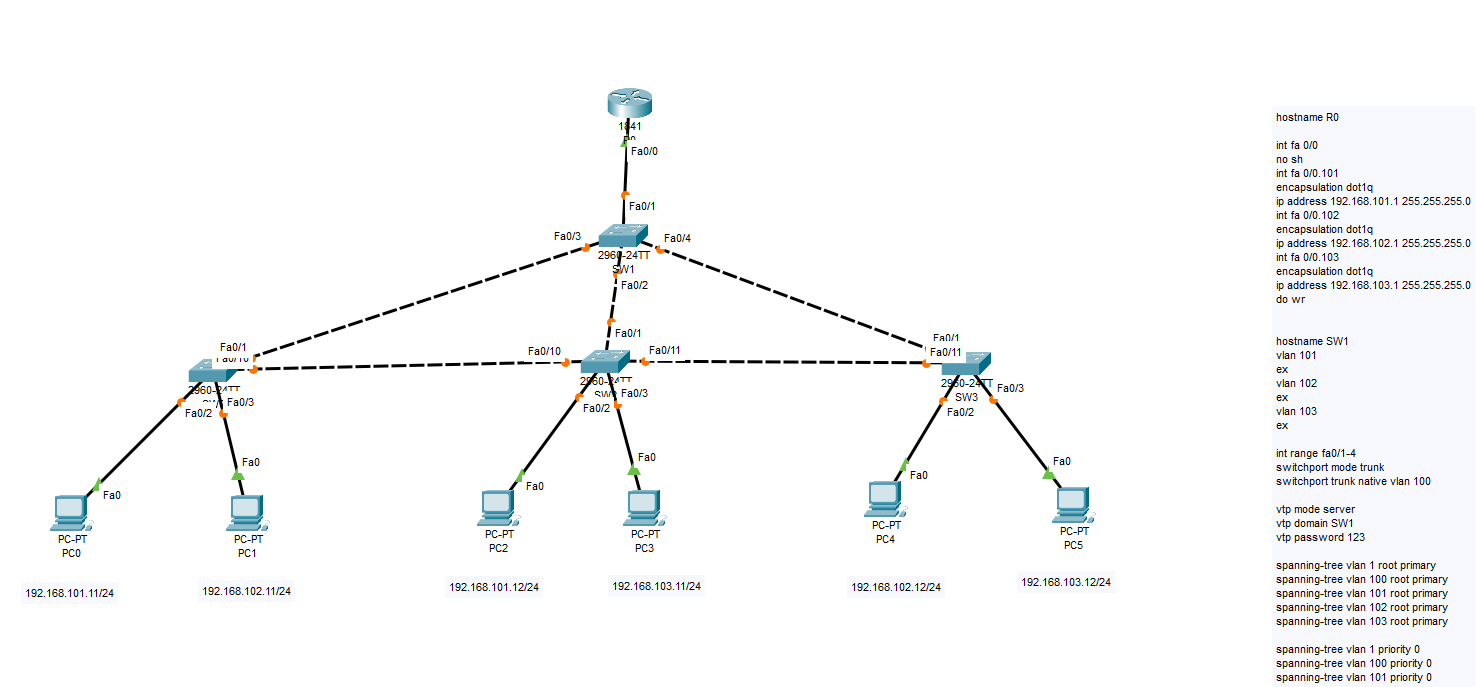 1841
Fa0/0
Fa0/1
Fa0/3
Fa0/4
2960-24TT
SW1
Fa0/2
Fa0/1
Fa0/1
Fa0/1
Fa0/10
Fa0/10
Fa0/11
Fa0/11
2960-24TT
2960-24TT
2960-24TT
SW3
Fa0/2
Fa0/3
Fa0/2
Fa0/3
Fa0/2
Fa0/3
Fa0
Fa0
Fa0
Fa0
Fa0
Fa0
PC-PT
PC0
PC-PT
PC1
PC-PT
PC2
PC-PT
PC3
PC-PT
PC4
PC-PT
PC5
192.168.101.11/24
192.168.102.11/24
192.168.101.12/24
192.168.103.11/24
192.168.102.12/24
192.168.103.12/24
hostname R0
int fa 0/0
no sh
int fa 0/0.101
encapsulation dot1q
ip address 192.168.101.1 255.255.255.0
int fa 0/0.102
encapsulation dot1q
ip address 192.168.102.1 255.255.255.0
int fa 0/0.103
encapsulation dot1q
ip address 192.168.103.1 255.255.255.0
do wr
hostname SW1
vlan 101
ex
vlan 102
ex
vlan 103
ex
int range fa0/1-4
switchport mode trunk
switchport trunk native vlan 100
vtp mode server
vtp domain SW1
vtp password 123
spanning-tree vlan 1 root primary
spanning-tree vlan 100 root primary
spanning-tree vlan 101 root primary
spanning-tree vlan 102 root primary
spanning-tree vlan 103 root primary
spanning-tree vlan 1 priority 0
spanning-tree vlan 100 priority 0
spanning-tree vlan 101 priority 0